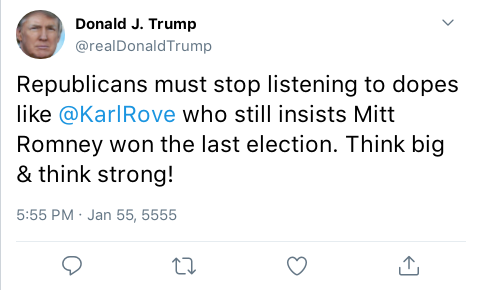 Donald J. Trump
@realDonaldTrump
Republicans must stop listening to dopes
like @KarlRove who still insists Mitt
Romney won the last election. Think big
& think strong!
5:55 PM · Jan 55, 5555